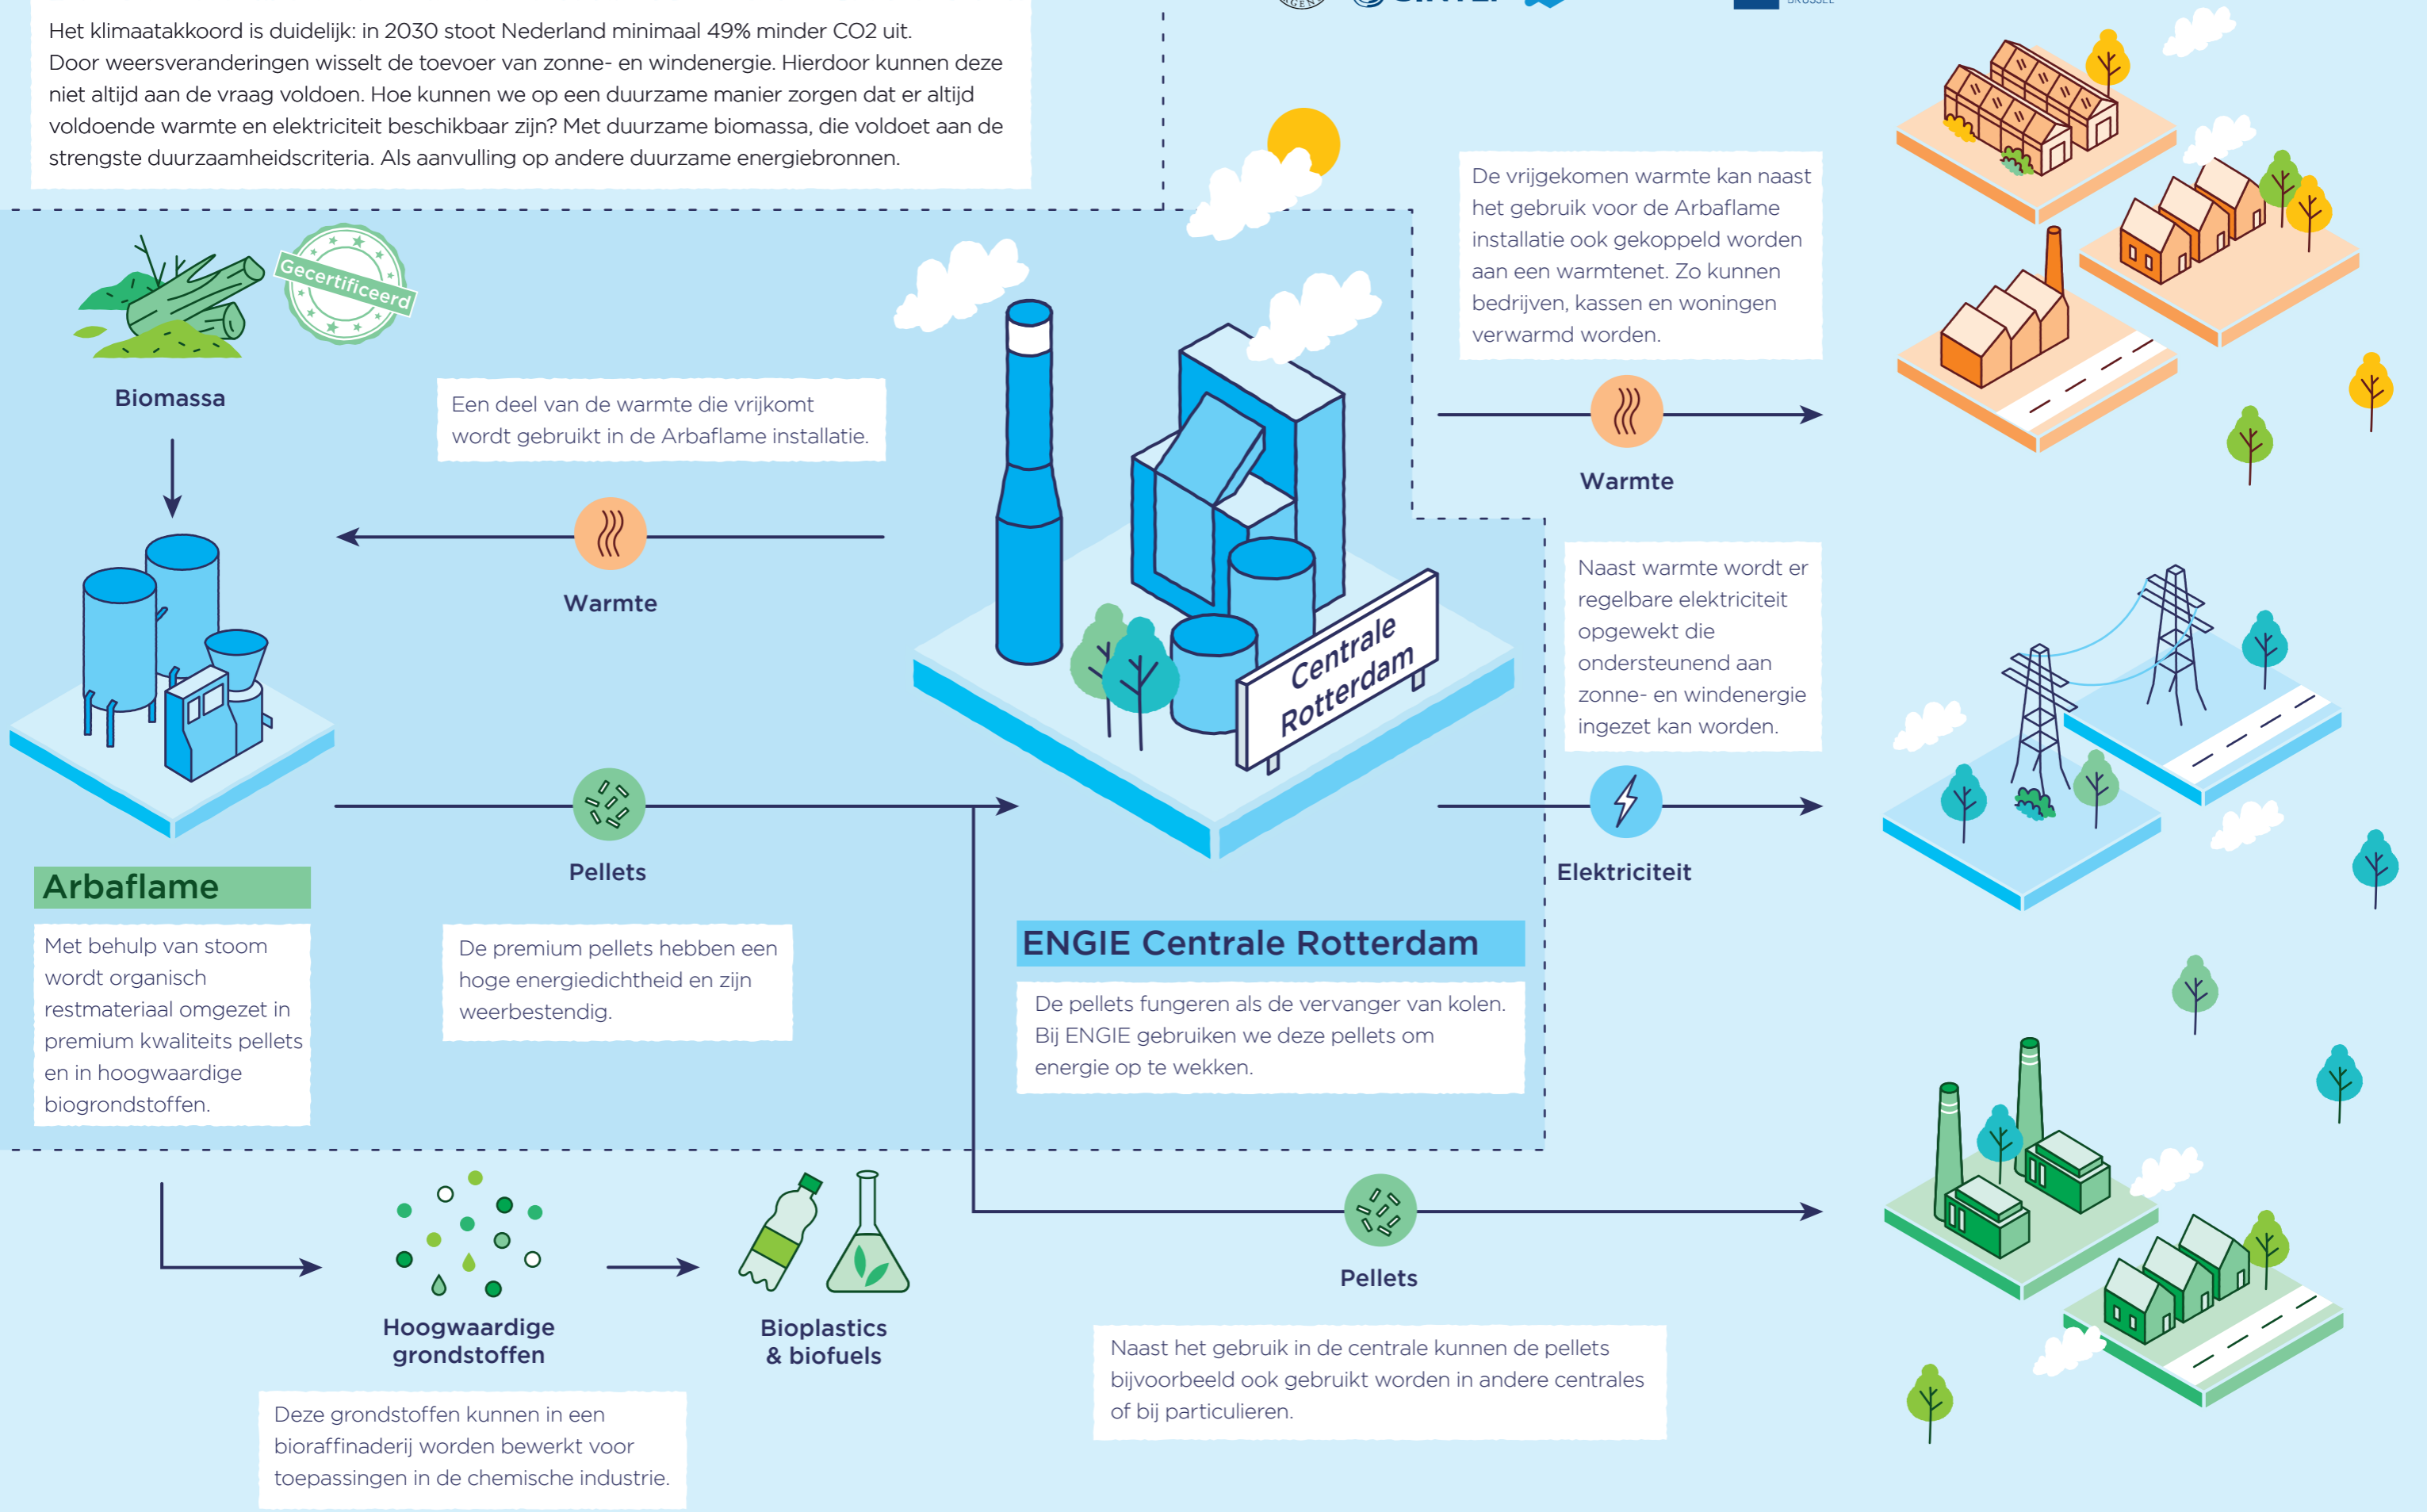 Het klimaatakkoord is duidelijk: in 2030 stoot Nederland minimaal 49% minder CO2 uit.
Door weersveranderingen wisselt de toevoer van zonne- en windenergie. Hierdoor kunnen deze
niet altijd aan de vraag voldoen. Hoe kunnen we op een duurzame manier zorgen dat er altijd
voldoende warmte en elektriciteit beschikbaar zijn? Met duurzame biomassa, die voldoet aan de
strengste duurzaamheidscriteria. Als aanvulling op andere duurzame energiebronnen.
Gecertificeerd
Biomassa
Een deel van de warmte die vrijkomt
wordt gebruikt in de Arbaflame installatie.
Warmte
De vrijgekomen warmte kan naast
het gebruik voor de Arbaflame
installatie ook gekoppeld worden
aan een warmtenet. Zo kunnen
bedrijven, kassen en woningen
verwarmd worden.
Warmte
Naast warmte wordt er
regelbare elektriciteit
opgewekt die
ondersteunend aan
zonne- en windenergie
ingezet kan worden.
Elektriciteit
Centrale
Rotterdam
Pellets
Arbaflame
Met behulp van stoom
wordt organisch
restmateriaal omgezet in
premium kwaliteits pellets
en in hoogwaardige
biogrondstoffen.
De premium pellets hebben een
hoge energiedichtheid en zijn
weerbestendig.
ENGIE Centrale Rotterdam
De pellets fungeren als de vervanger van kolen.
Bij ENGIE gebruiken we deze pellets om
energie op te wekken.
Hoogwaardige
grondstoffen
Bioplastics
& biofuels
Deze grondstoffen kunnen in een
bioraffinaderij worden bewerkt voor
toepassingen in de chemische industrie.
Pellets
Naast het gebruik in de centrale kunnen de pellets
bijvoorbeeld ook gebruikt worden in andere centrales
of bij particulieren.